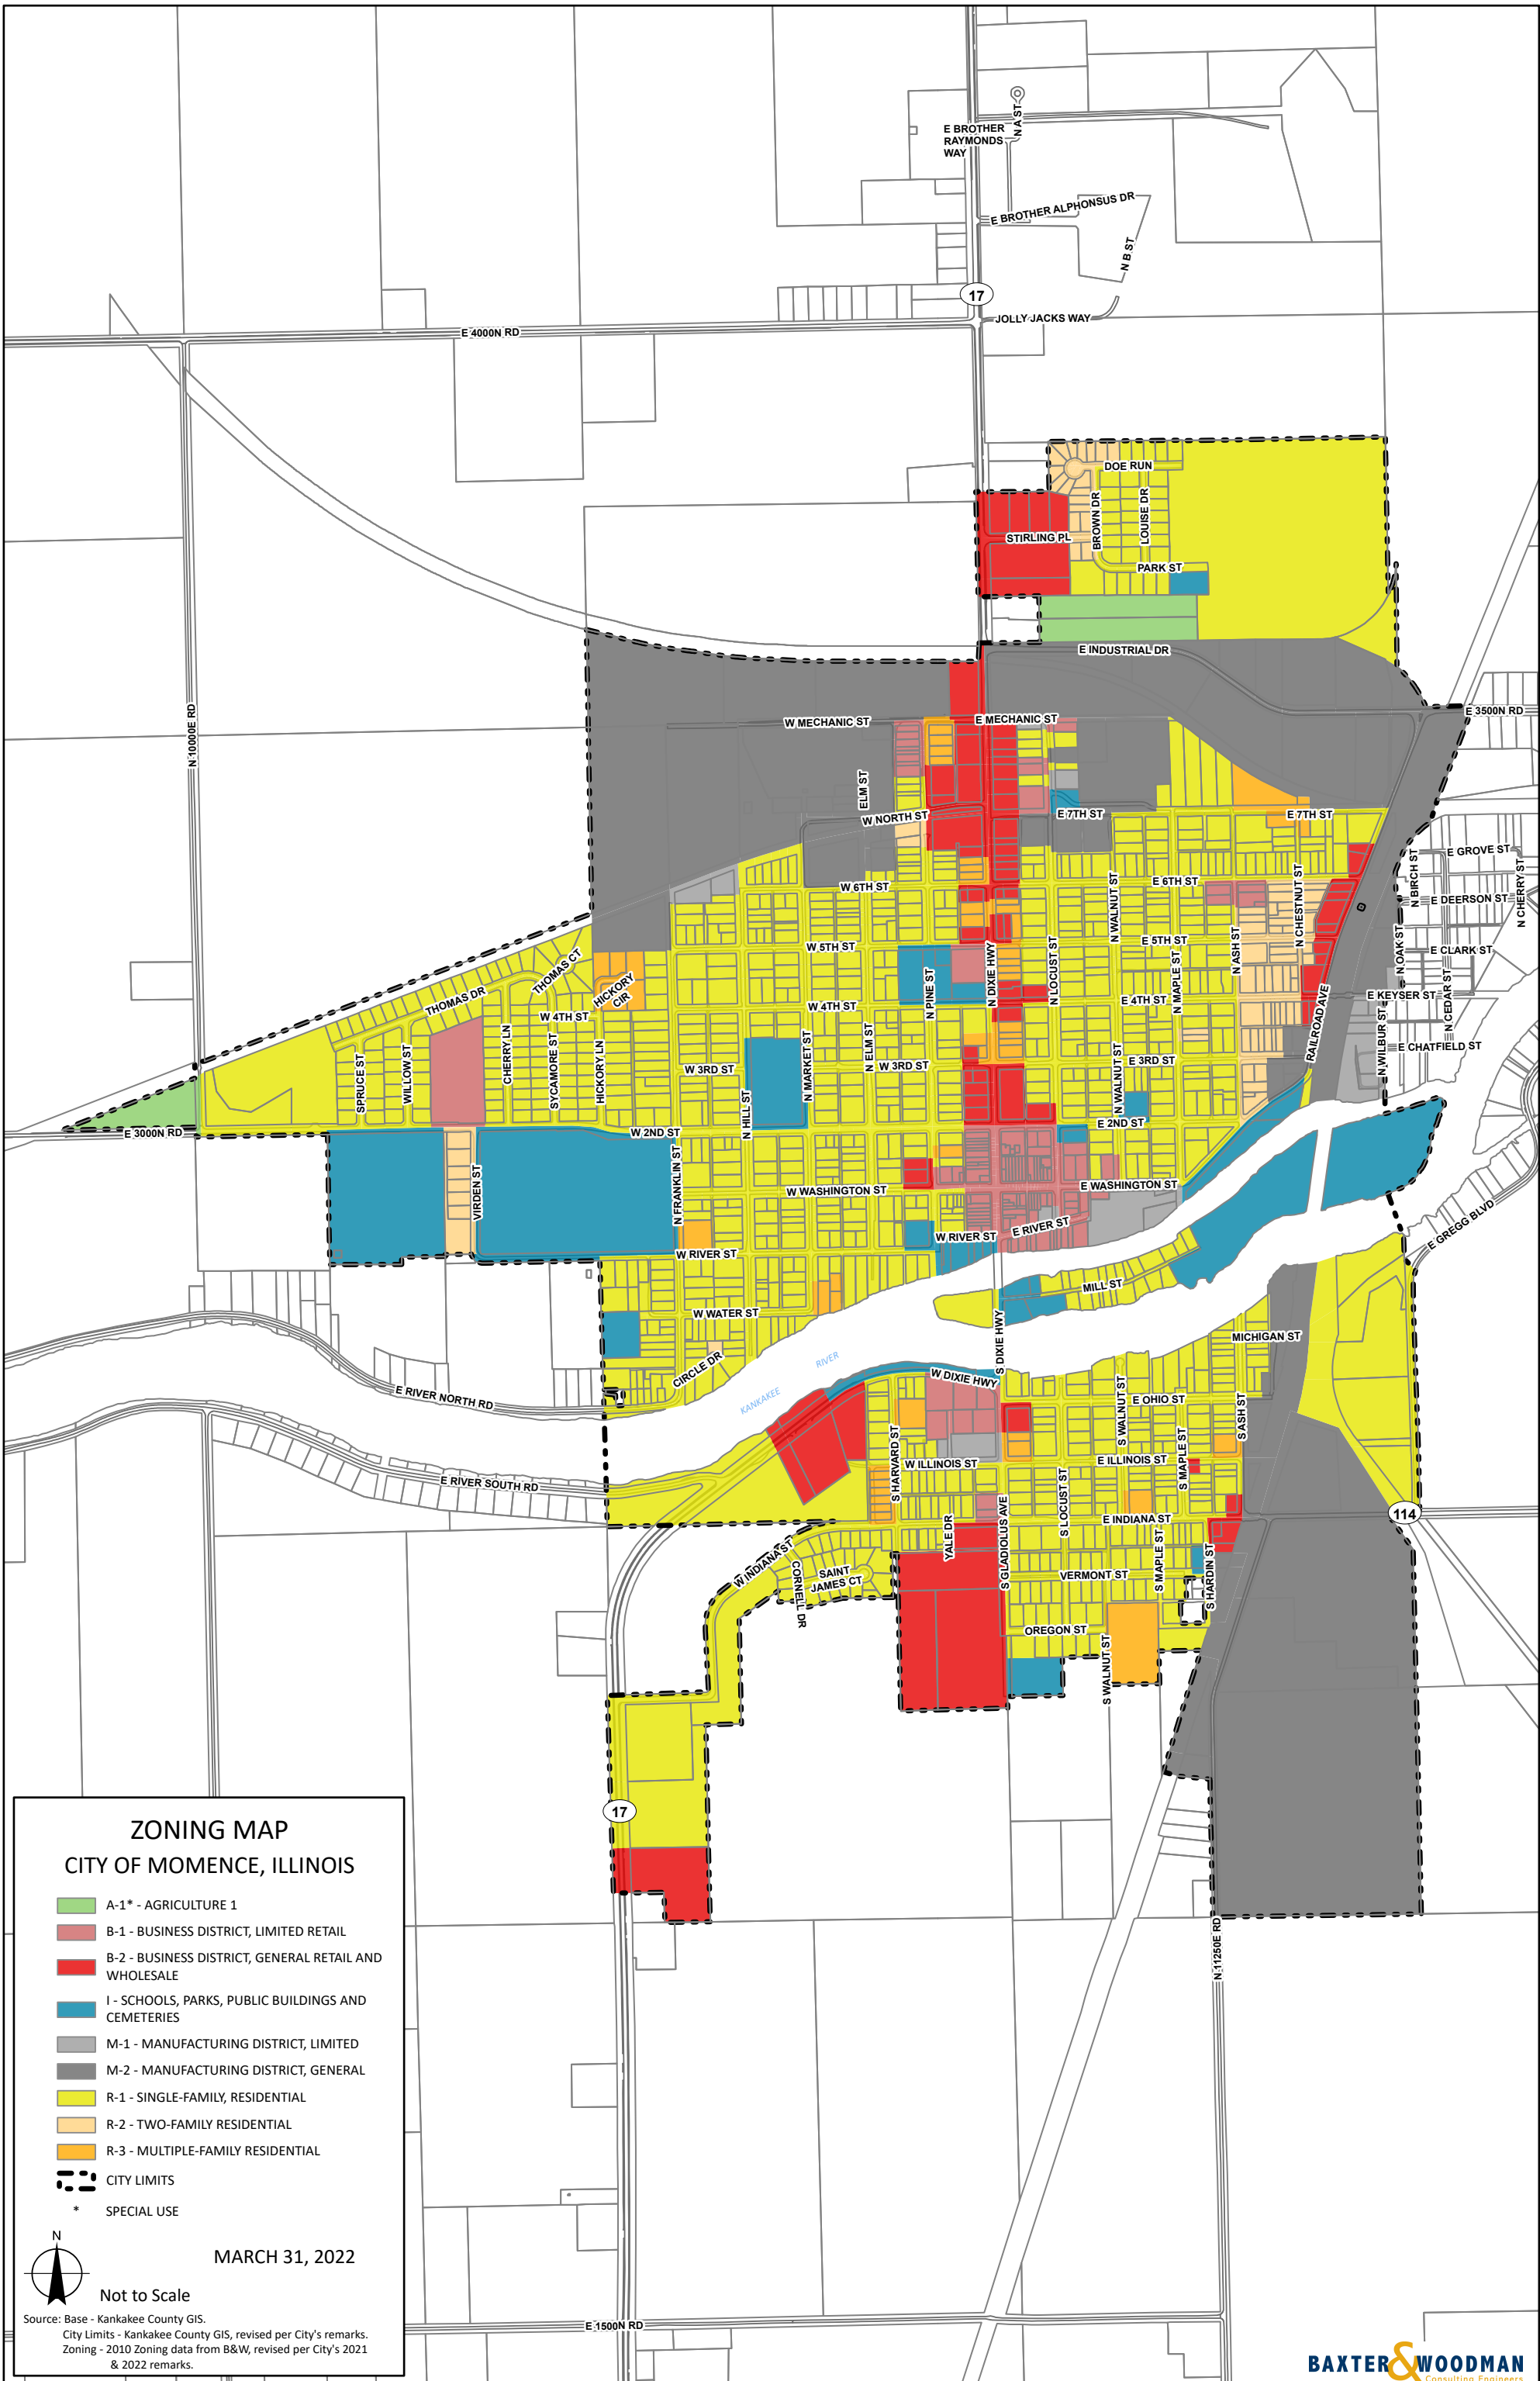 E BROTHER
RAYMONDS
WAY
N A ST
E BROTHER ALPHONSUS DR
N B ST
17
JOLLY JACKS WAY
E 4000N RD
DOE RUN
BROWN DR
LOUISE DR
STIRLING PL
PARK ST
E INDUSTRIAL DR
N 10000E RD
W MECHANIC ST
E MECHANIC ST
E 3500N RD
ELM ST
W NORTH ST
E 7TH ST
E 7TH ST
E GROVE ST
N BIRCH ST
N CHERRY ST
W 6TH ST
E 6TH ST
E DEERSON ST
N WALNUT ST
N CHESTNUT ST
W 5TH ST
E 5TH ST
N ASH ST
N OAK ST
E CLARK ST
THOMAS CT
THOMAS DR
HICKORY
CIR
N PINE ST
N DIXIE HWY
N LOCUST ST
N MAPLE ST
E KEYSER ST
N CEDAR ST
W 4TH ST
W 4TH ST
E 4TH ST
RAILROAD AVE
N WILBUR ST
E CHATFIELD ST
SPRUCE ST
WILLOW ST
CHERRY LN
SYCAMORE ST
HICKORY LN
W 3RD ST
N HILL ST
N MARKET ST
N ELM ST
W 3RD ST
N WALNUT ST
E 3RD ST
E 3000N RD
W 2ND ST
E 2ND ST
VIRDEN ST
N FRANKLIN ST
W WASHINGTON ST
E WASHINGTON ST
W RIVER ST
W RIVER ST
E RIVER ST
E GREGG BLVD
MILL ST
W WATER ST
S DIXIE HWY
MICHIGAN ST
CIRCLE DR
KANKAKEE
RIVER
W DIXIE HWY
E RIVER NORTH RD
E OHIO ST
S WALNUT ST
S ASH ST
S HARVARD ST
S MAPLE ST
E RIVER SOUTH RD
W ILLINOIS ST
E ILLINOIS ST
S LOCUST ST
114
E INDIANA ST
W INDIANA ST
YALE DR
S GLADIOLUS AVE
S MAPLE ST
S HARDIN ST
CORNELL DR
SAINT
JAMES CT
VERMONT ST
OREGON ST
S WALNUT ST
17
N 11250E RD
E 1500N RD
ZONING MAP
CITY OF MOMENCE, ILLINOIS
A-1* - AGRICULTURE 1
B-1 - BUSINESS DISTRICT, LIMITED RETAIL
B-2 - BUSINESS DISTRICT, GENERAL RETAIL AND
WHOLESALE
I - SCHOOLS, PARKS, PUBLIC BUILDINGS AND
CEMETERIES
M-1 - MANUFACTURING DISTRICT, LIMITED
M-2 - MANUFACTURING DISTRICT, GENERAL
R-1 - SINGLE-FAMILY, RESIDENTIAL
R-2 - TWO-FAMILY RESIDENTIAL
R-3 - MULTIPLE-FAMILY RESIDENTIAL
CITY LIMITS
* SPECIAL USE
N
MARCH 31, 2022
Not to Scale
Source: Base - Kankakee County GIS.
City Limits - Kankakee County GIS, revised per City's remarks.
Zoning - 2010 Zoning data from B&W, revised per City's 2021
& 2022 remarks.
BAXTER & WOODMAN
Consulting Engineers